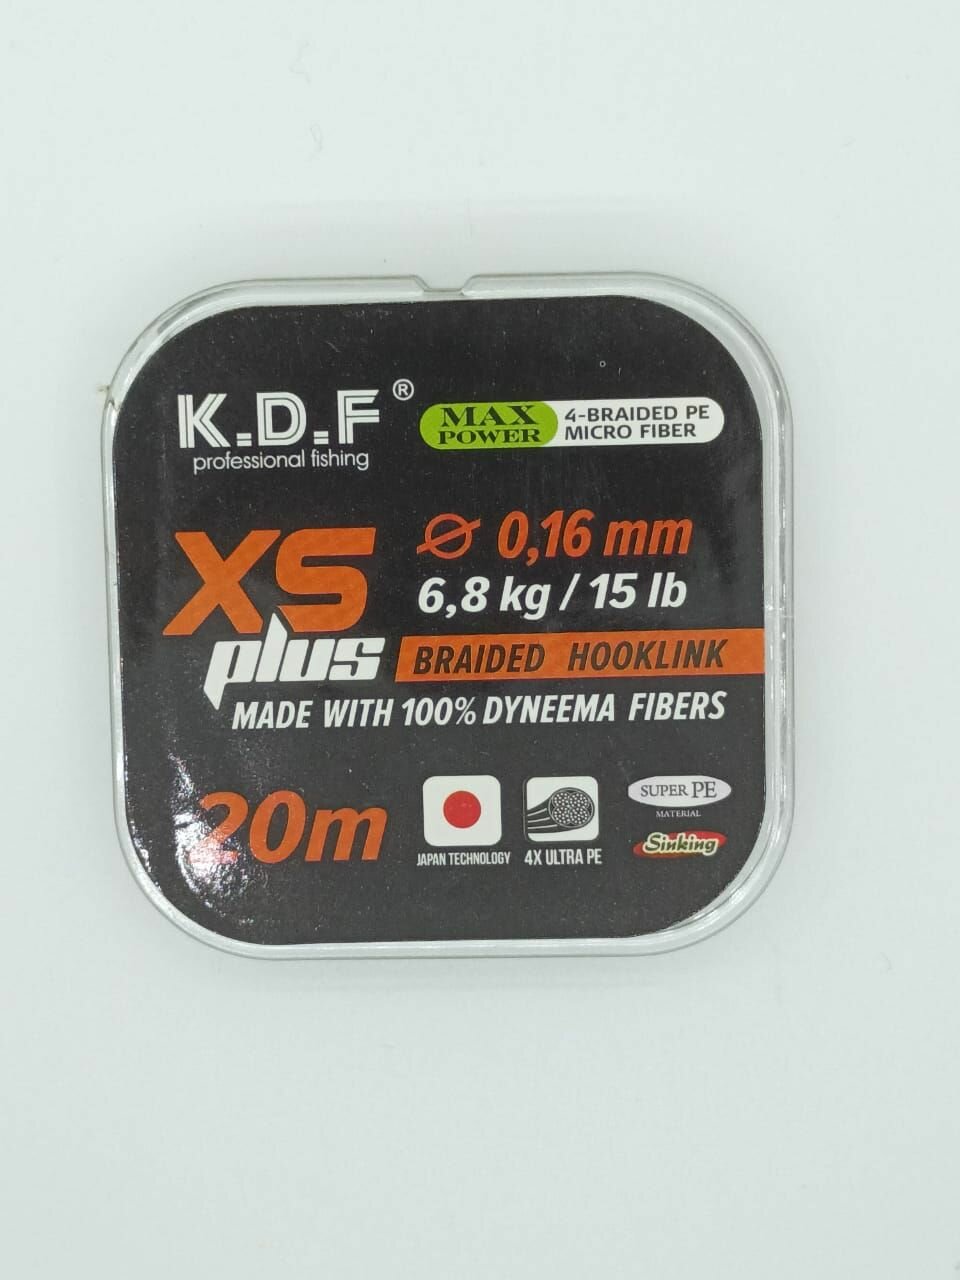 K.D.F®
professional fishing
MAX POWER
4-BRAIDED PE
MICRO FIBER
XS
plus
Ø 0,16 mm
6,8 kg / 15 lb
BRAIDED HOOKLINK
MADE WITH 100% DYNEEMA FIBERS
20m
JAPAN TECHNOLOGY
4X ULTRA PE
SUPER PE
MATERIAL
Sinking